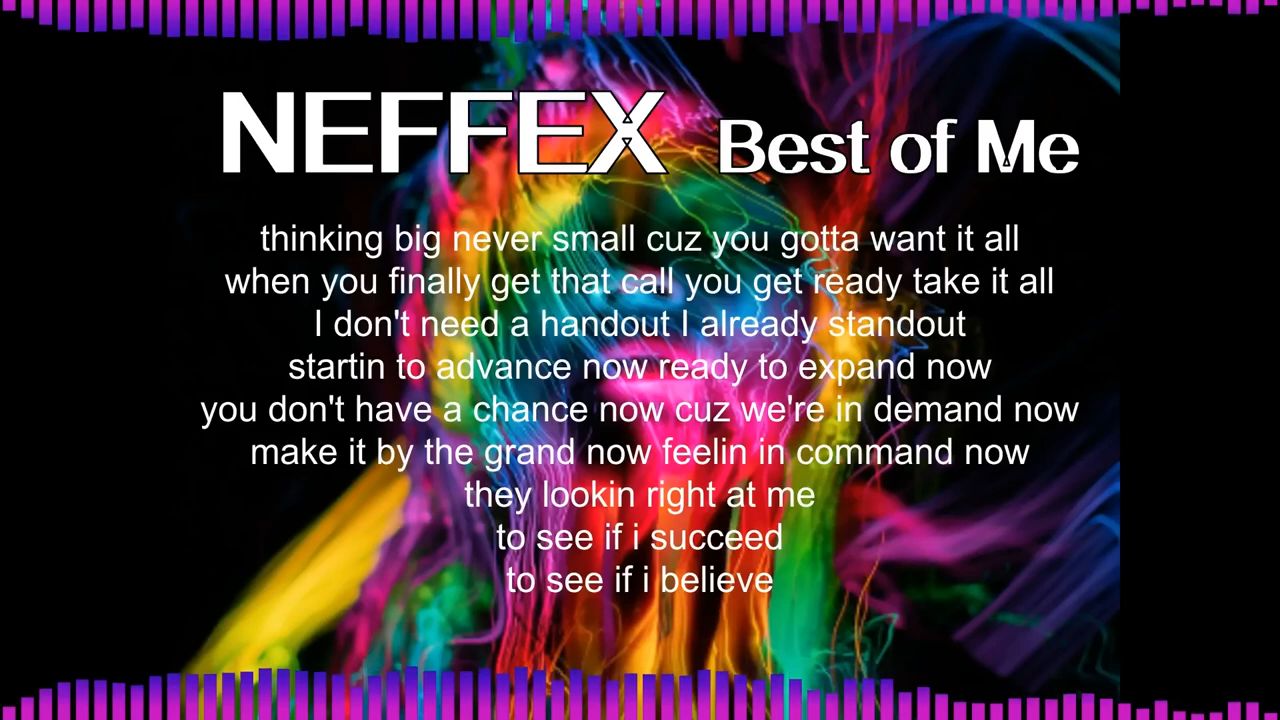 NEFFEX Best of Me
thinking big never small cuz you gotta want it all
when you finally get that call you get ready take it all
I don't need a handout I already standout
startin to advance now ready to expand now
you don't have a chance now cuz we're in demand now
make it by the grand now feelin in command now
they lookin right at me
to see if i succeed
to see if i believe